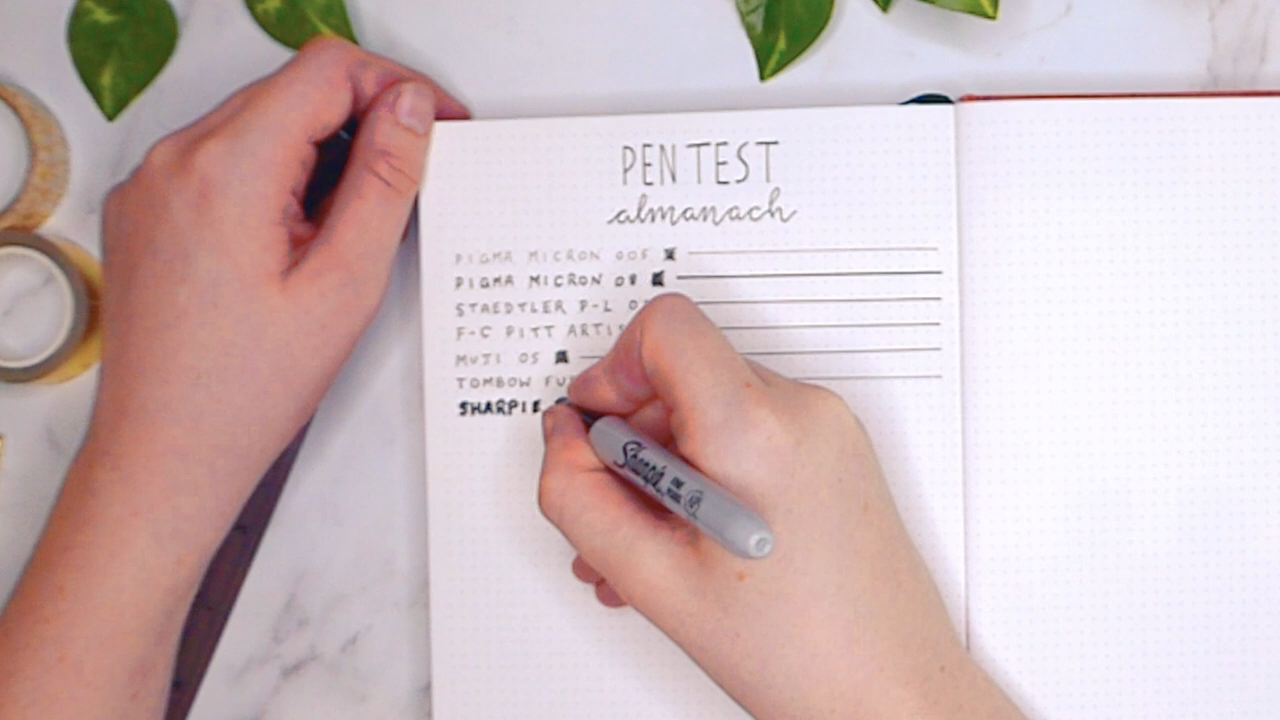 PEN TEST
almanach
PIGMA MICRON 005
PIGMA MICRON 08
STAEDTLER P-L
F-C PITT ARTIS
MUJI 05
TOMBOW FU
SHARPIE
Sharpie